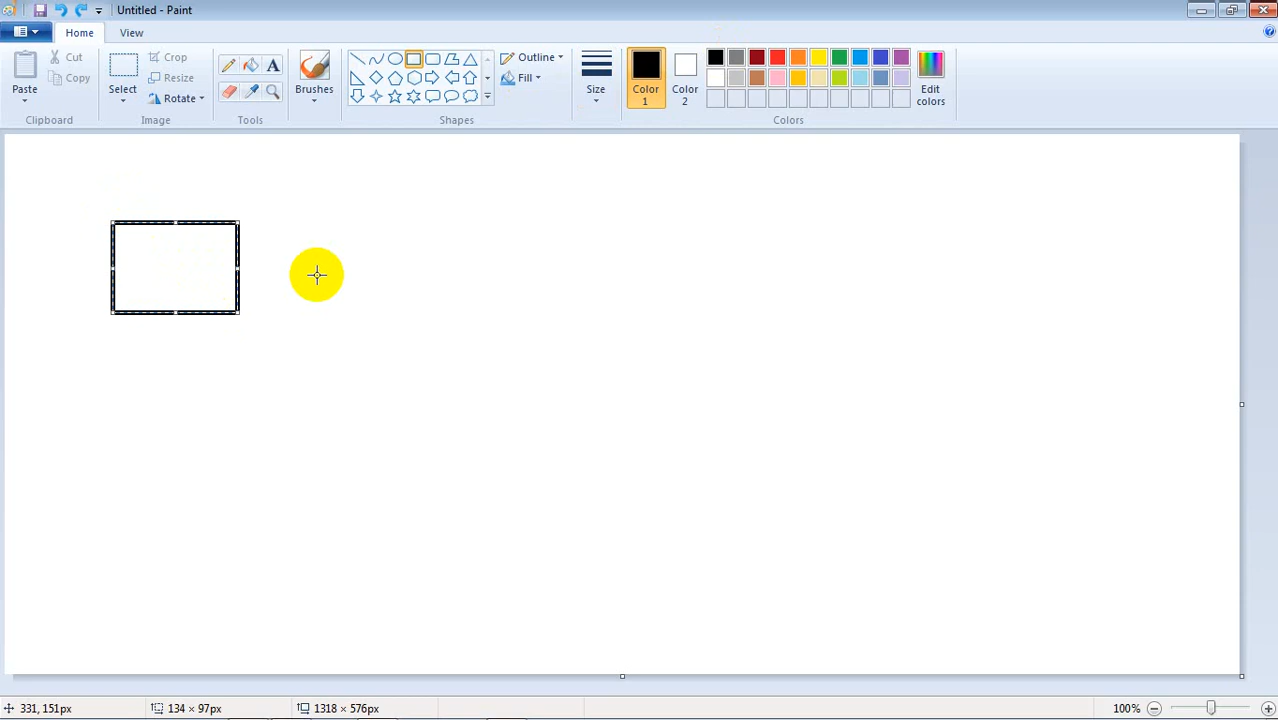 Untitled - Paint
Home
View
Paste
Cut
Copy
Clipboard
Select
Crop
Resize
Rotate
Image
A
Tools
Brushes
Outline
Fill
Shapes
Size
Color
1
Color
2
Edit
colors
Colors
331, 151px
134 × 97px
1318 × 576px
100%